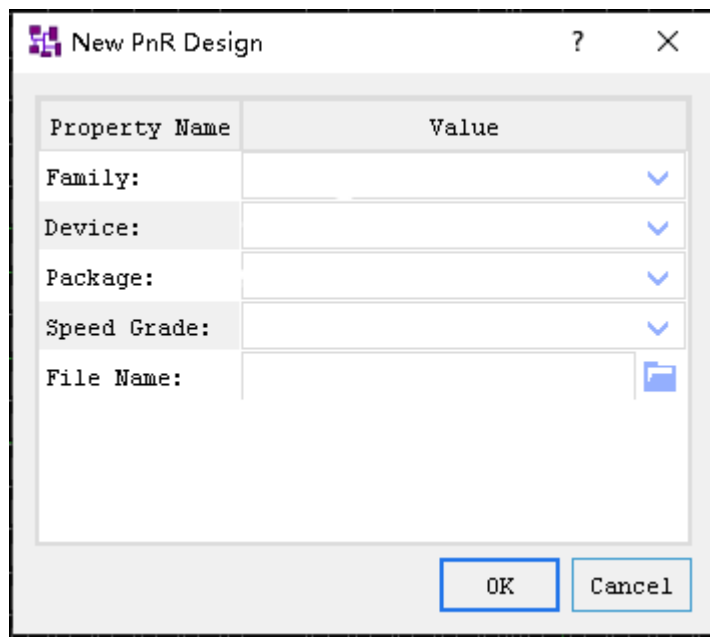 New PnR Design ?
Property Name Value
Family:
Device:
Package:
Speed Grade:
File Name:
OK Cancel